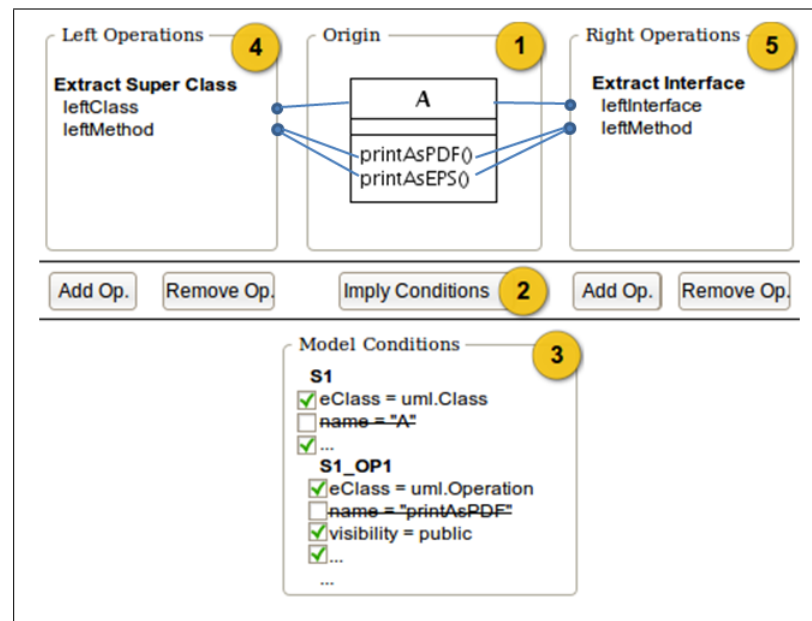 Left Operations
4
Extract Super Class
leftClass
leftMethod
Origin
1
A
printAsPDF()
printAsEPS()
Right Operations
5
Extract Interface
leftInterface
leftMethod
Add Op.
Remove Op.
Imply Conditions
2
Add Op.
Remove Op.
Model Conditions
3
S1
eClass = uml.Class
name = "A"
...
S1_OP1
eClass = uml.Operation
name = "printAsPDF"
visibility = public
...
...